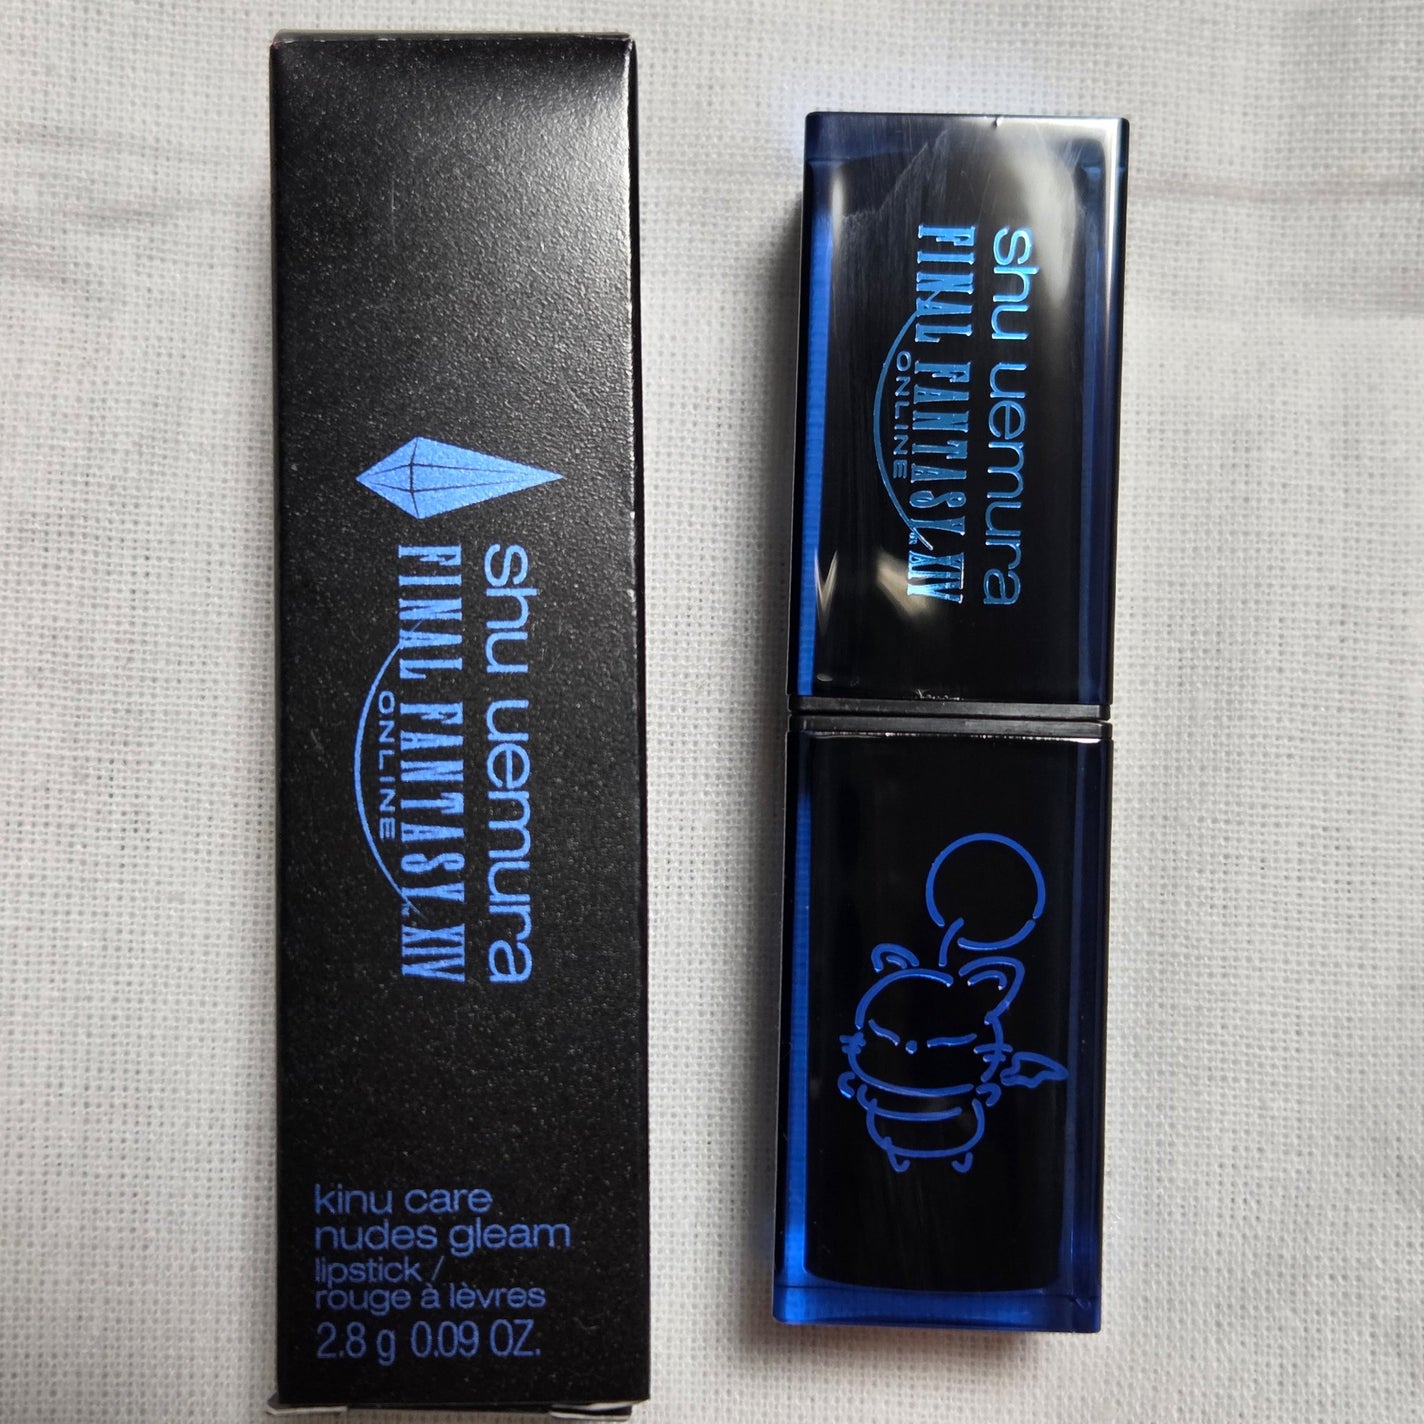 shu uemura
FINAL FANTASY XIV
ONLINE
kinu care
nudes gleam
lipstick /
rouge à lèvres
2.8 g 0.09 OZ.
shu uemura
FINAL FANTASY XIV
ONLINE